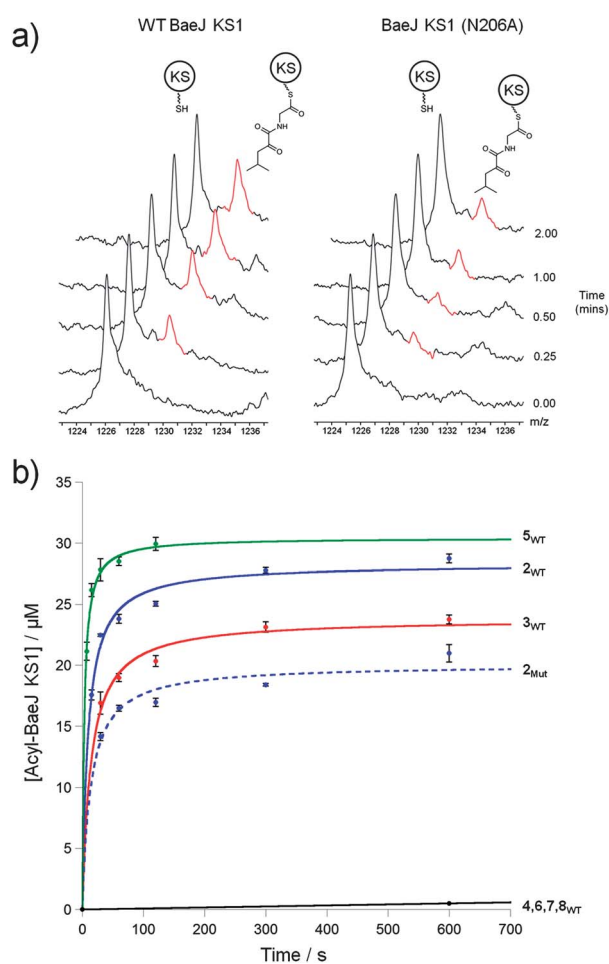 a)
WT BaeJ KS1
BaeJ KS1 (N206A)
KS
SH
KS
S
O
NH
O
O
KS
SH
KS
S
O
NH
O
O
2.00
1.00
0.50
0.25
0.00
Time
(mins)
m/z
1224 1226 1228 1230 1232 1234 1236
1224 1226 1228 1230 1232 1234 1236
b)
[Acyl-BaeJ KS1] / µM
35
30
25
20
15
10
5
0
5WT
2WT
3WT
2Mut
4,6,7,8WT
0 100 200 300 400 500 600 700
Time / s